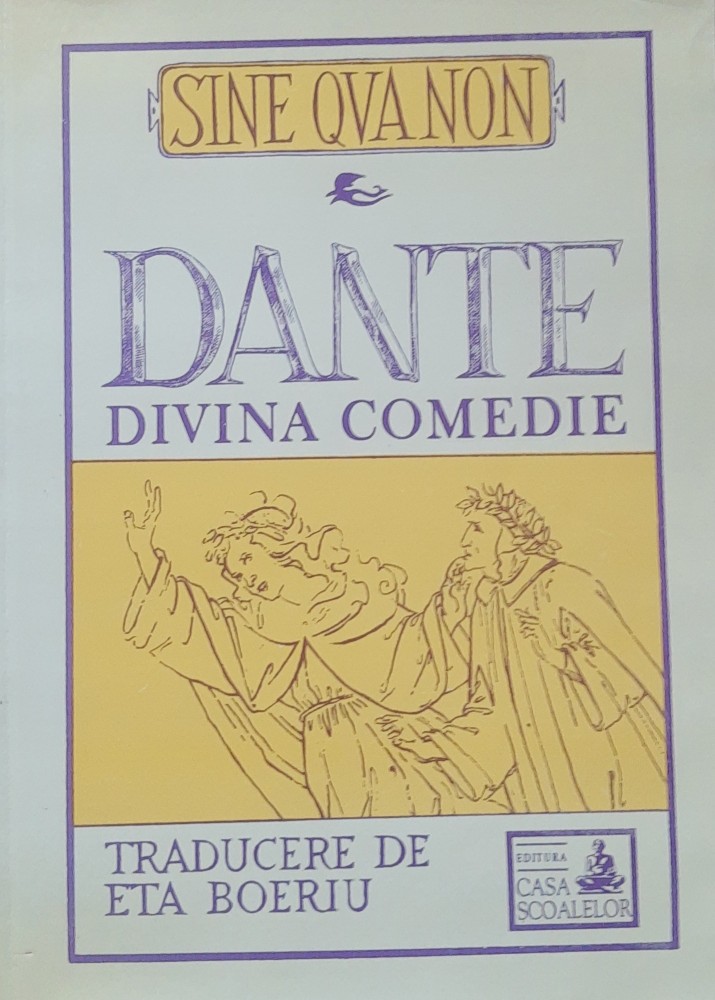 SINE QVA NON
DANTE
DIVINA COMEDIE
TRADUCERE DE
ETA BOERIU
EDITURA
CASA
SCOALELOR